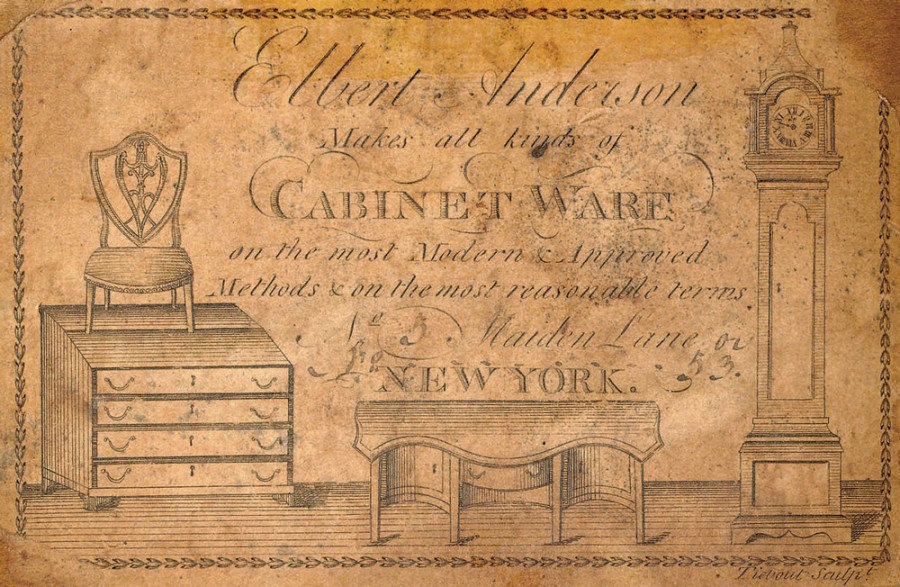 Elbert Anderson
Makes all kinds of
CABINET WARE
on the most Modern & Approved
Methods & on the most reasonable terms.
No. 5 Maiden Lane or
No. 53.
NEW YORK.
Tiebout Sculpt.